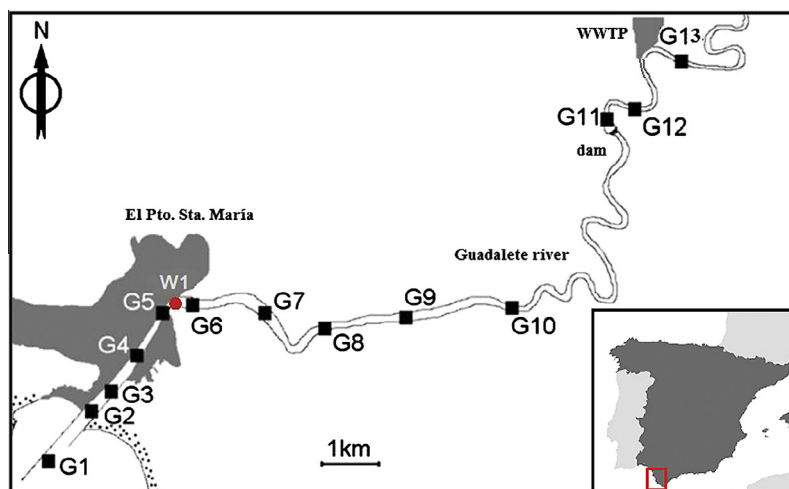 N
WWTP
G13
G11
G12
dam
El Pto. Sta. María
Guadalete river
W1
G5
G6
G7
G9
G8
G10
G4
G3
G2
G1
1km